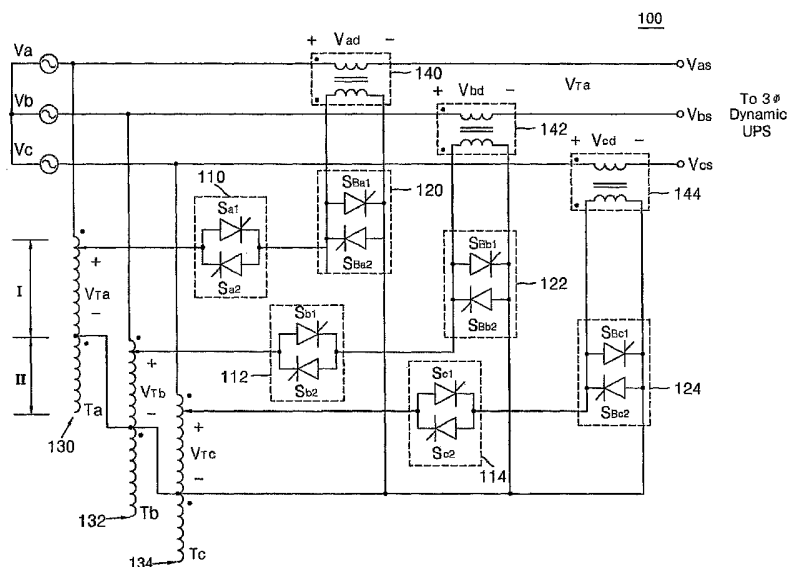 100
+ Vad -
Va
140
Vas
VTa
+ Vbd -
Vb
142
Vbs
To 3ø
Dynamic
UPS
+ Vcd -
Vc
Vcs
144
110
120
Sa1
SBa1
Sa2
SBa2
I
+
VTa
-
SBb1
122
SBb2
Sb1
112
Sb2
II
+
VTb
-
SBc1
124
SBc2
Sc1
Sc2
114
Ta
130
+
VTc
-
132
Tb
134
Tc